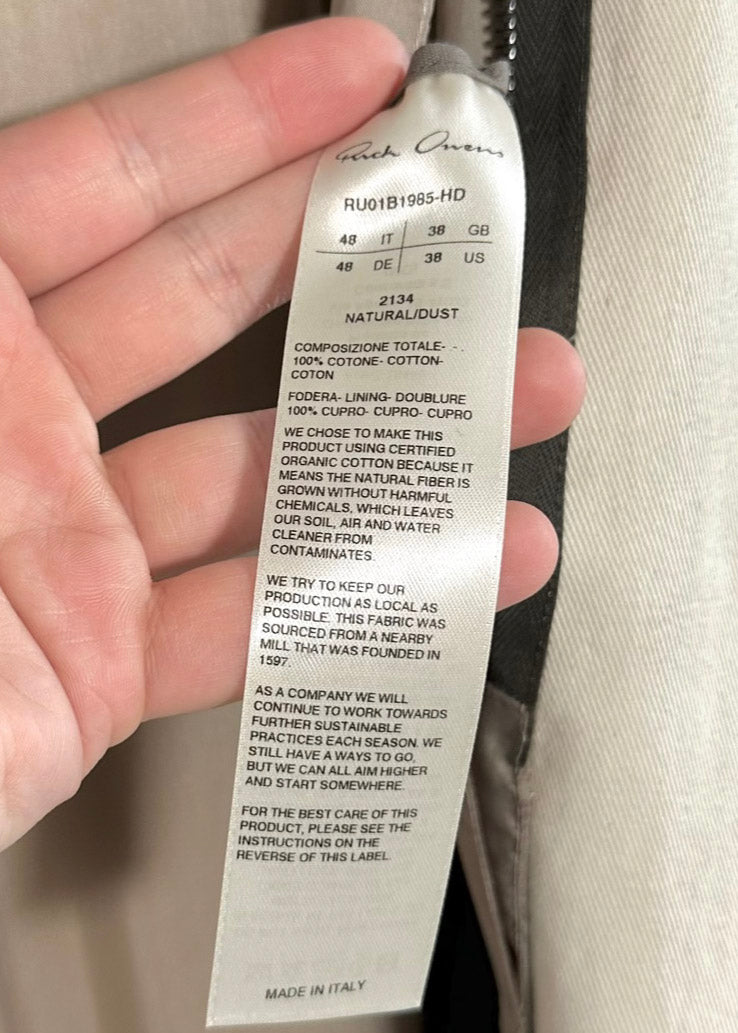 Rick Owens
RU01B1985-HD
48 IT 38 GB
48 DE 38 US
2134
NATURAL/DUST
COMPOSIZIONE TOTALE- -.
100% COTONE- COTTON-
COTON
FODERA- LINING- DOUBLURE
100% CUPRO- CUPRO- CUPRO
WE CHOSE TO MAKE THIS
PRODUCT USING CERTIFIED
ORGANIC COTTON BECAUSE IT
MEANS THE NATURAL FIBER IS
GROWN WITHOUT HARMFUL
CHEMICALS, WHICH LEAVES
OUR SOIL, AIR AND WATER
CLEANER FROM
CONTAMINATES.
WE TRY TO KEEP OUR
PRODUCTION AS LOCAL AS
POSSIBLE. THIS FABRIC WAS
SOURCED FROM A NEARBY
MILL THAT WAS FOUNDED IN
1597.
AS A COMPANY WE WILL
CONTINUE TO WORK TOWARDS
FURTHER SUSTAINABLE
PRACTICES EACH SEASON. WE
STILL HAVE A WAYS TO GO,
BUT WE CAN ALL AIM HIGHER
AND START SOMEWHERE.
FOR THE BEST CARE OF THIS
PRODUCT, PLEASE SEE THE
INSTRUCTIONS ON THE
REVERSE OF THIS LABEL.
MADE IN ITALY